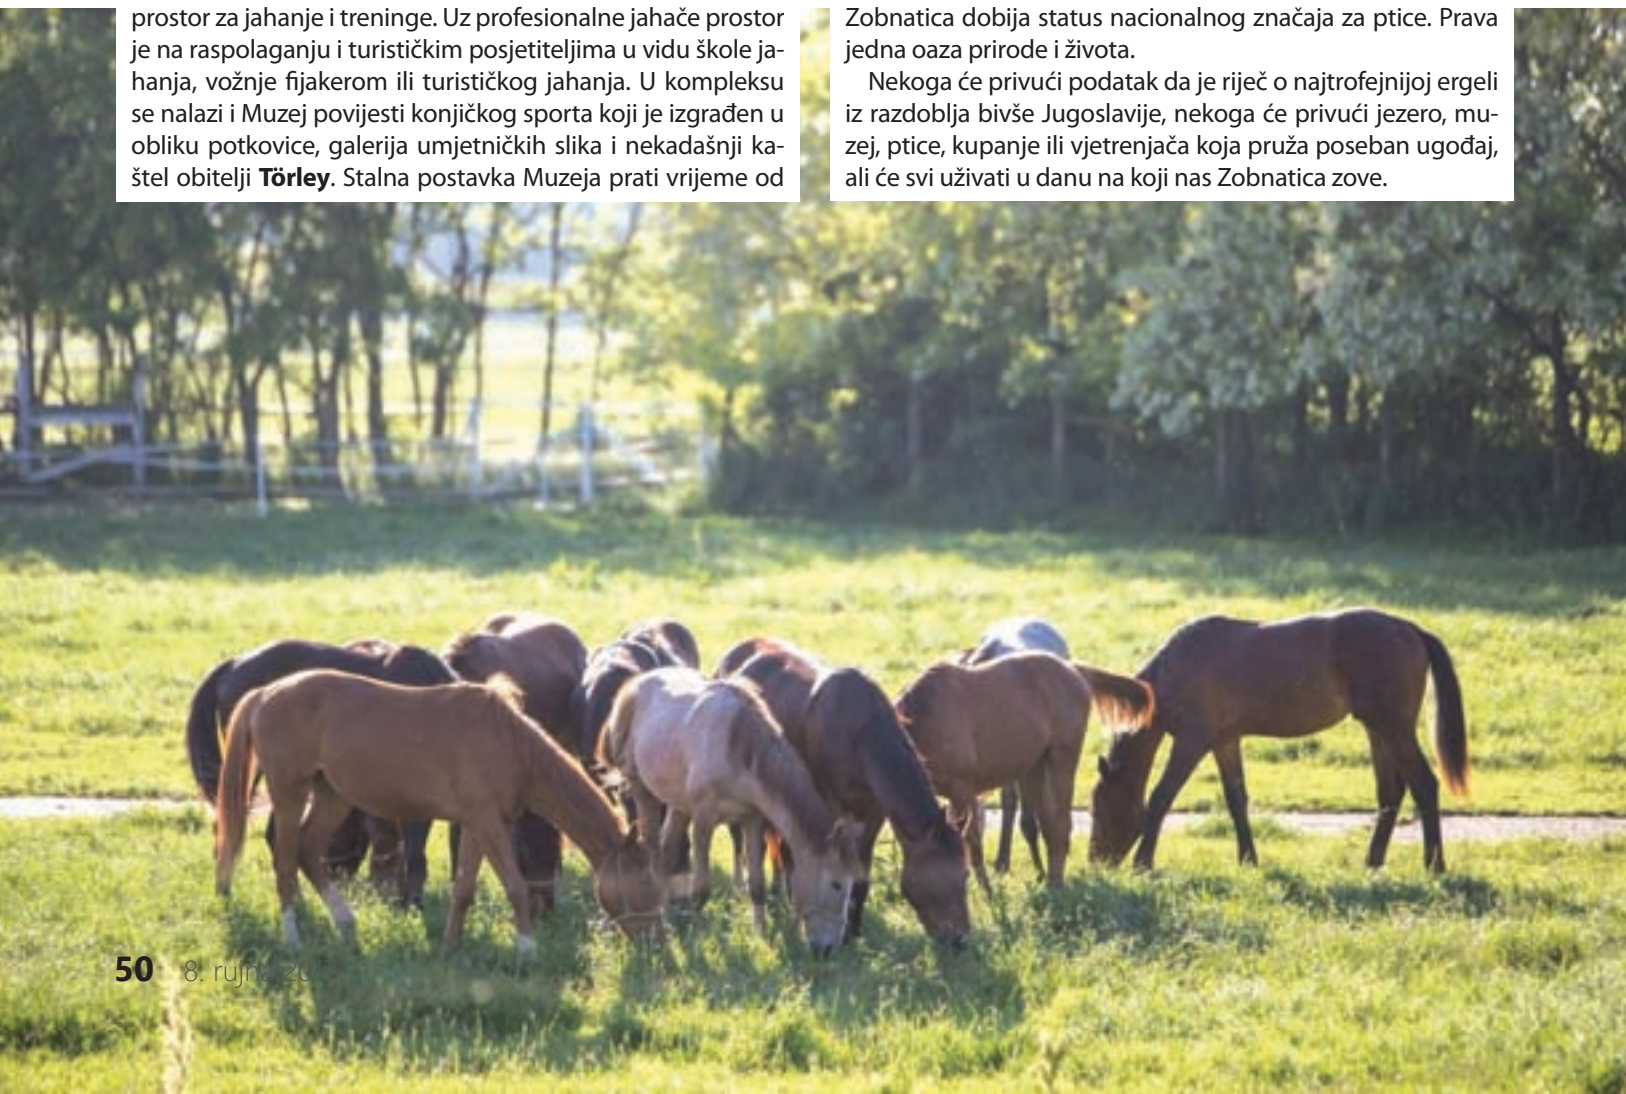 prostor za jahanje i treninge. Uz profesionalne jahače prostor
je na raspolaganju i turističkim posjetiteljima u vidu škole ja-
hanja, vožnje fijakerom ili turističkog jahanja. U kompleksu
se nalazi i Muzej povijesti konjičkog sporta koji je izgrađen u
obliku potkovice, galerija umjetničkih slika i nekadašnji ka-
štel obitelji Törley. Stalna postavka Muzeja prati vrijeme od
Zobnatica dobija status nacionalnog značaja za ptice. Prava
jedna oaza prirode i života.
Nekoga će privući podatak da je riječ o najtrofejnijoj ergeli
iz razdoblja bivše Jugoslavije, nekoga će privući jezero, mu-
zej, ptice, kupanje ili vjetrenjača koja pruža poseban ugođaj,
ali će svi uživati u danu na koji nas Zobnatica zove.
50 8. rujna